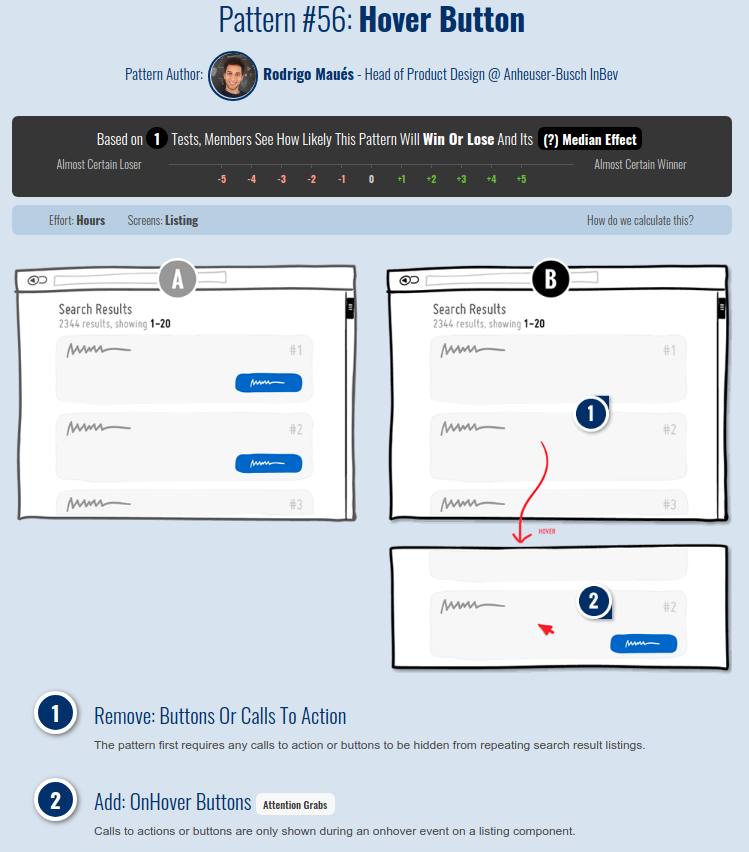 Pattern #56: Hover Button
Pattern Author: Rodrigo Maués - Head of Product Design @ Anheuser-Busch InBev
Based on 1 Tests, Members See How Likely This Pattern Will Win Or Lose And Its (?) Median Effect
Almost Certain Loser
-5 -4 -3 -2 -1 0 +1 +2 +3 +4 +5
Almost Certain Winner
Effort: Hours Screens: Listing
How do we calculate this?
A
Search Results
2344 results, showing 1-20
#1
#2
#3
B
Search Results
2344 results, showing 1-20
#1
1
#2
#3
HOVER
2
#2
1 Remove: Buttons Or Calls To Action
The pattern first requires any calls to action or buttons to be hidden from repeating search result listings.
2 Add: OnHover Buttons Attention Grabs
Calls to actions or buttons are only shown during an onhover event on a listing component.